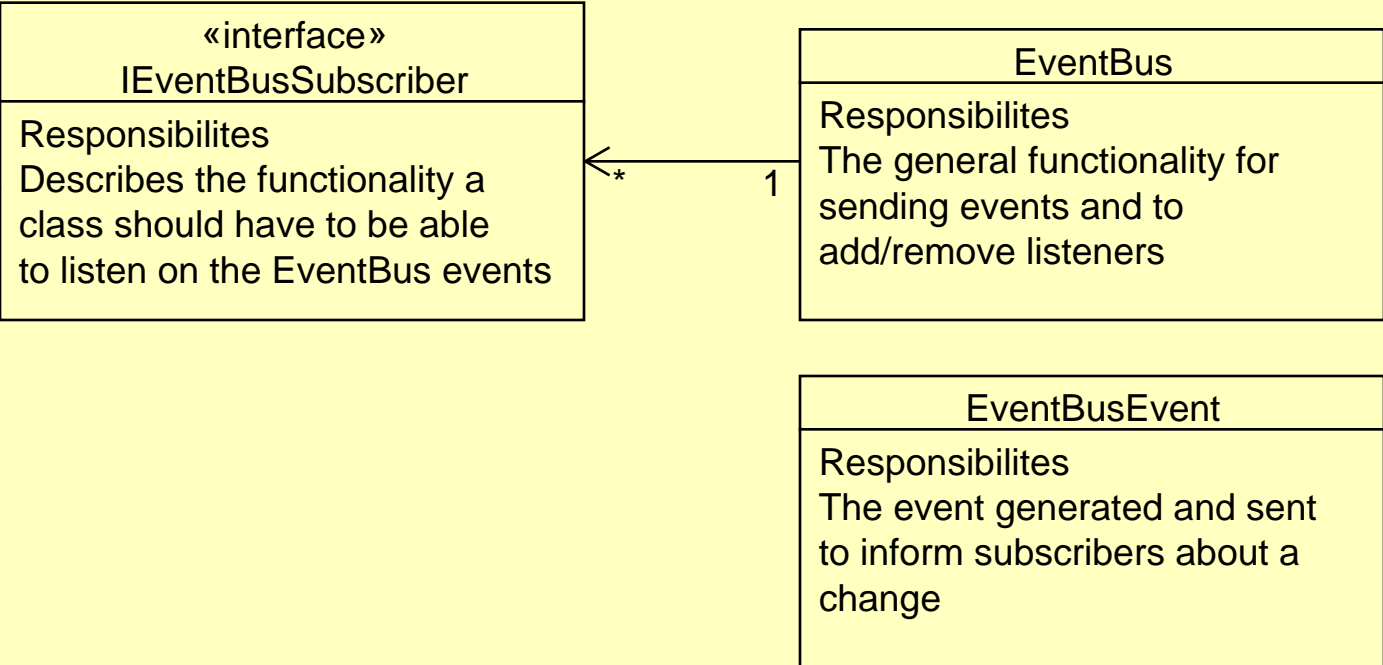 «interface»
IEventBusSubscriber
Responsibilites
Describes the functionality a
class should have to be able
to listen on the EventBus events
*
1
EventBus
Responsibilites
The general functionality for
sending events and to
add/remove listeners
EventBusEvent
Responsibilites
The event generated and sent
to inform subscribers about a
change